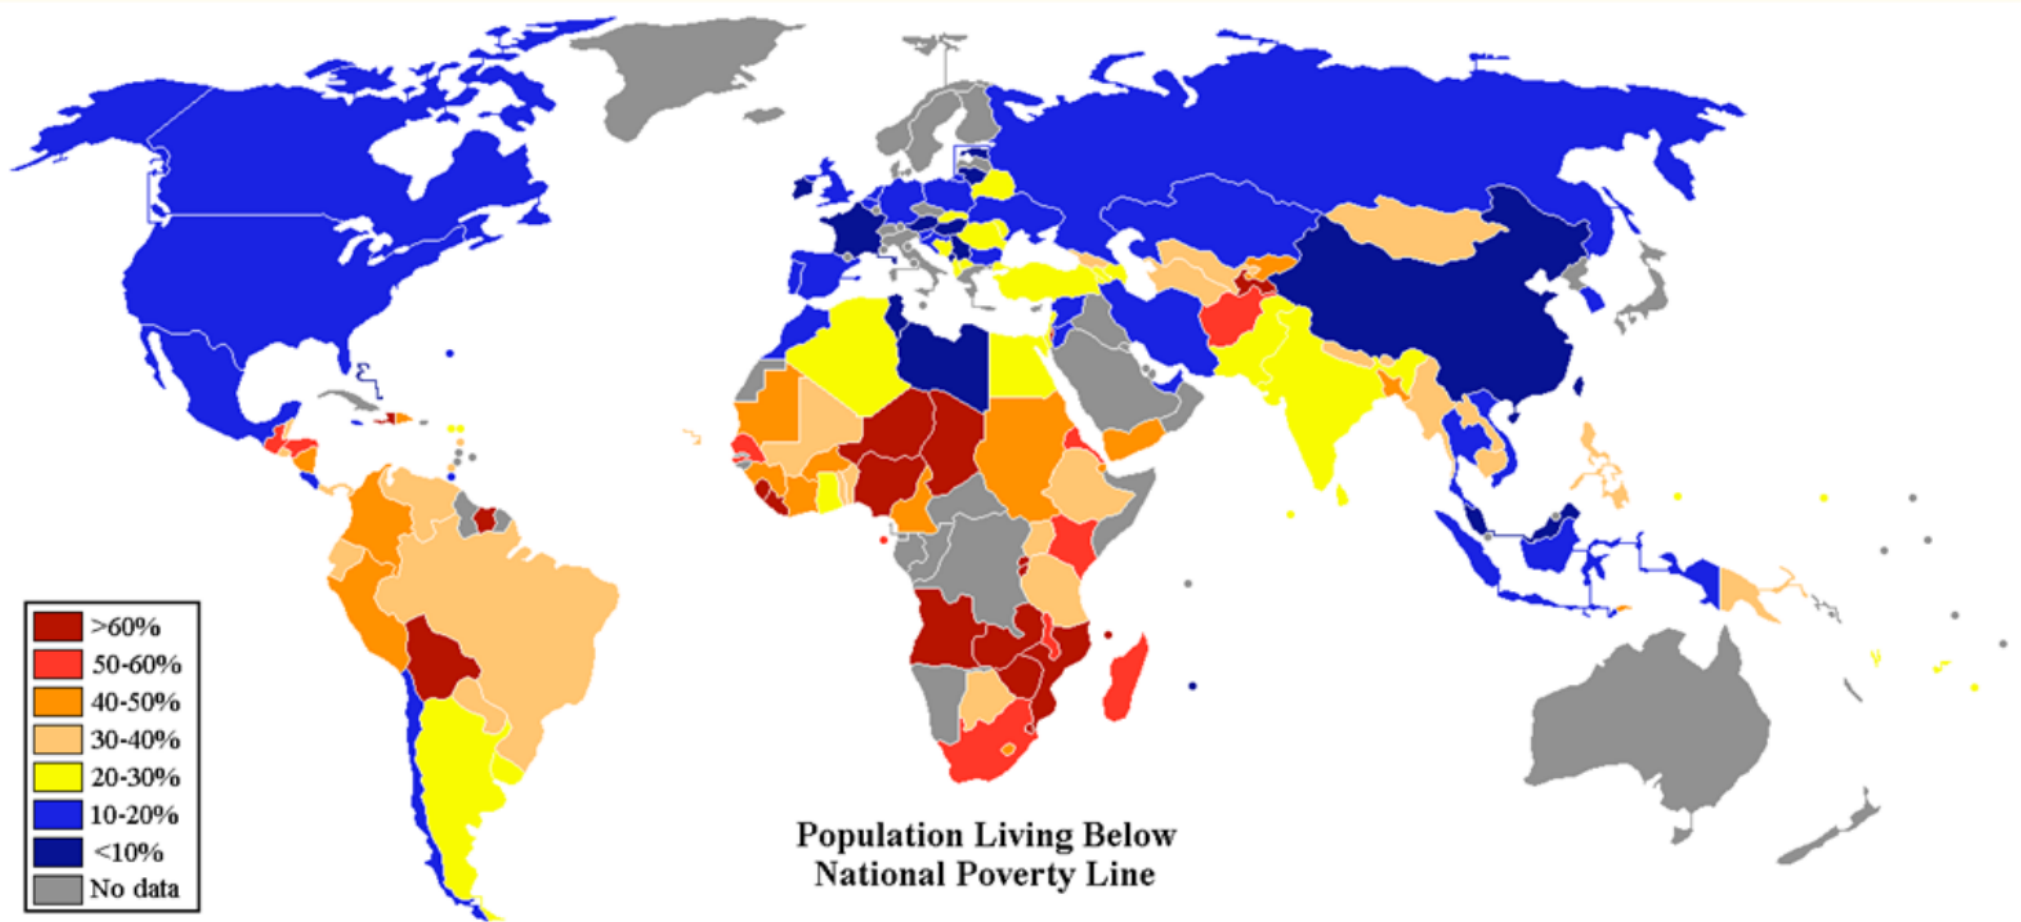 >60%
50-60%
40-50%
30-40%
20-30%
10-20%
<10%
No data
Population Living Below
National Poverty Line